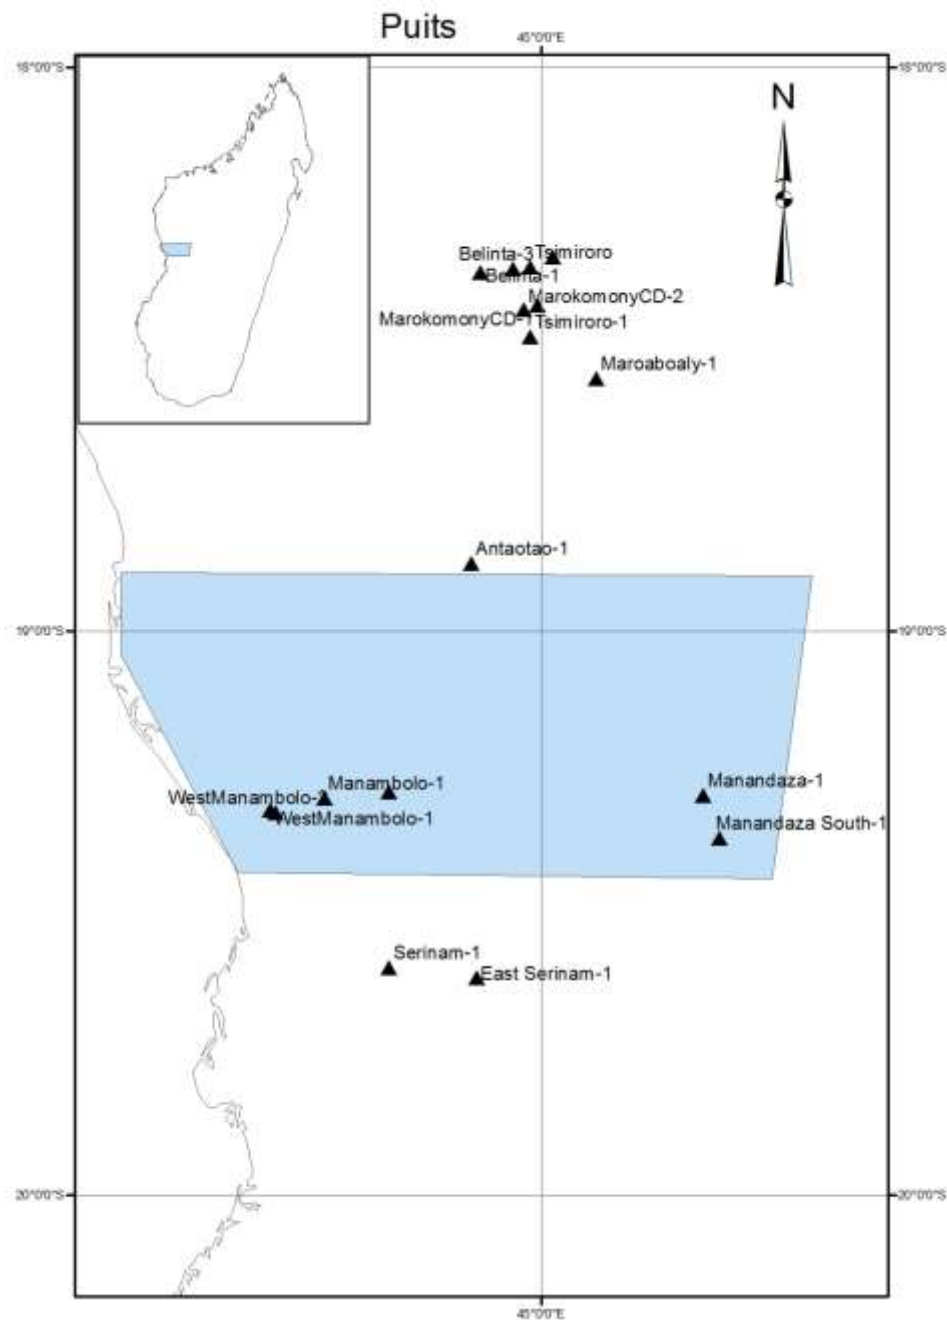 Puits
45°0'0"E
18°0'0"S
18°0'0"S
N
Belinta-3
Tsimiroro
Belinta-1
MarokomonyCD-2
MarokomonyCD-1
Tsimiroro-1
Maroaboaly-1
Antaotao-1
19°0'0"S
19°0'0"S
Manambolo-1
Manandaza-1
WestManambolo-
WestManambolo-1
Manandaza South-1
Serinam-1
East Serinam-1
20°0'0"S
20°0'0"S
45°0'0"E